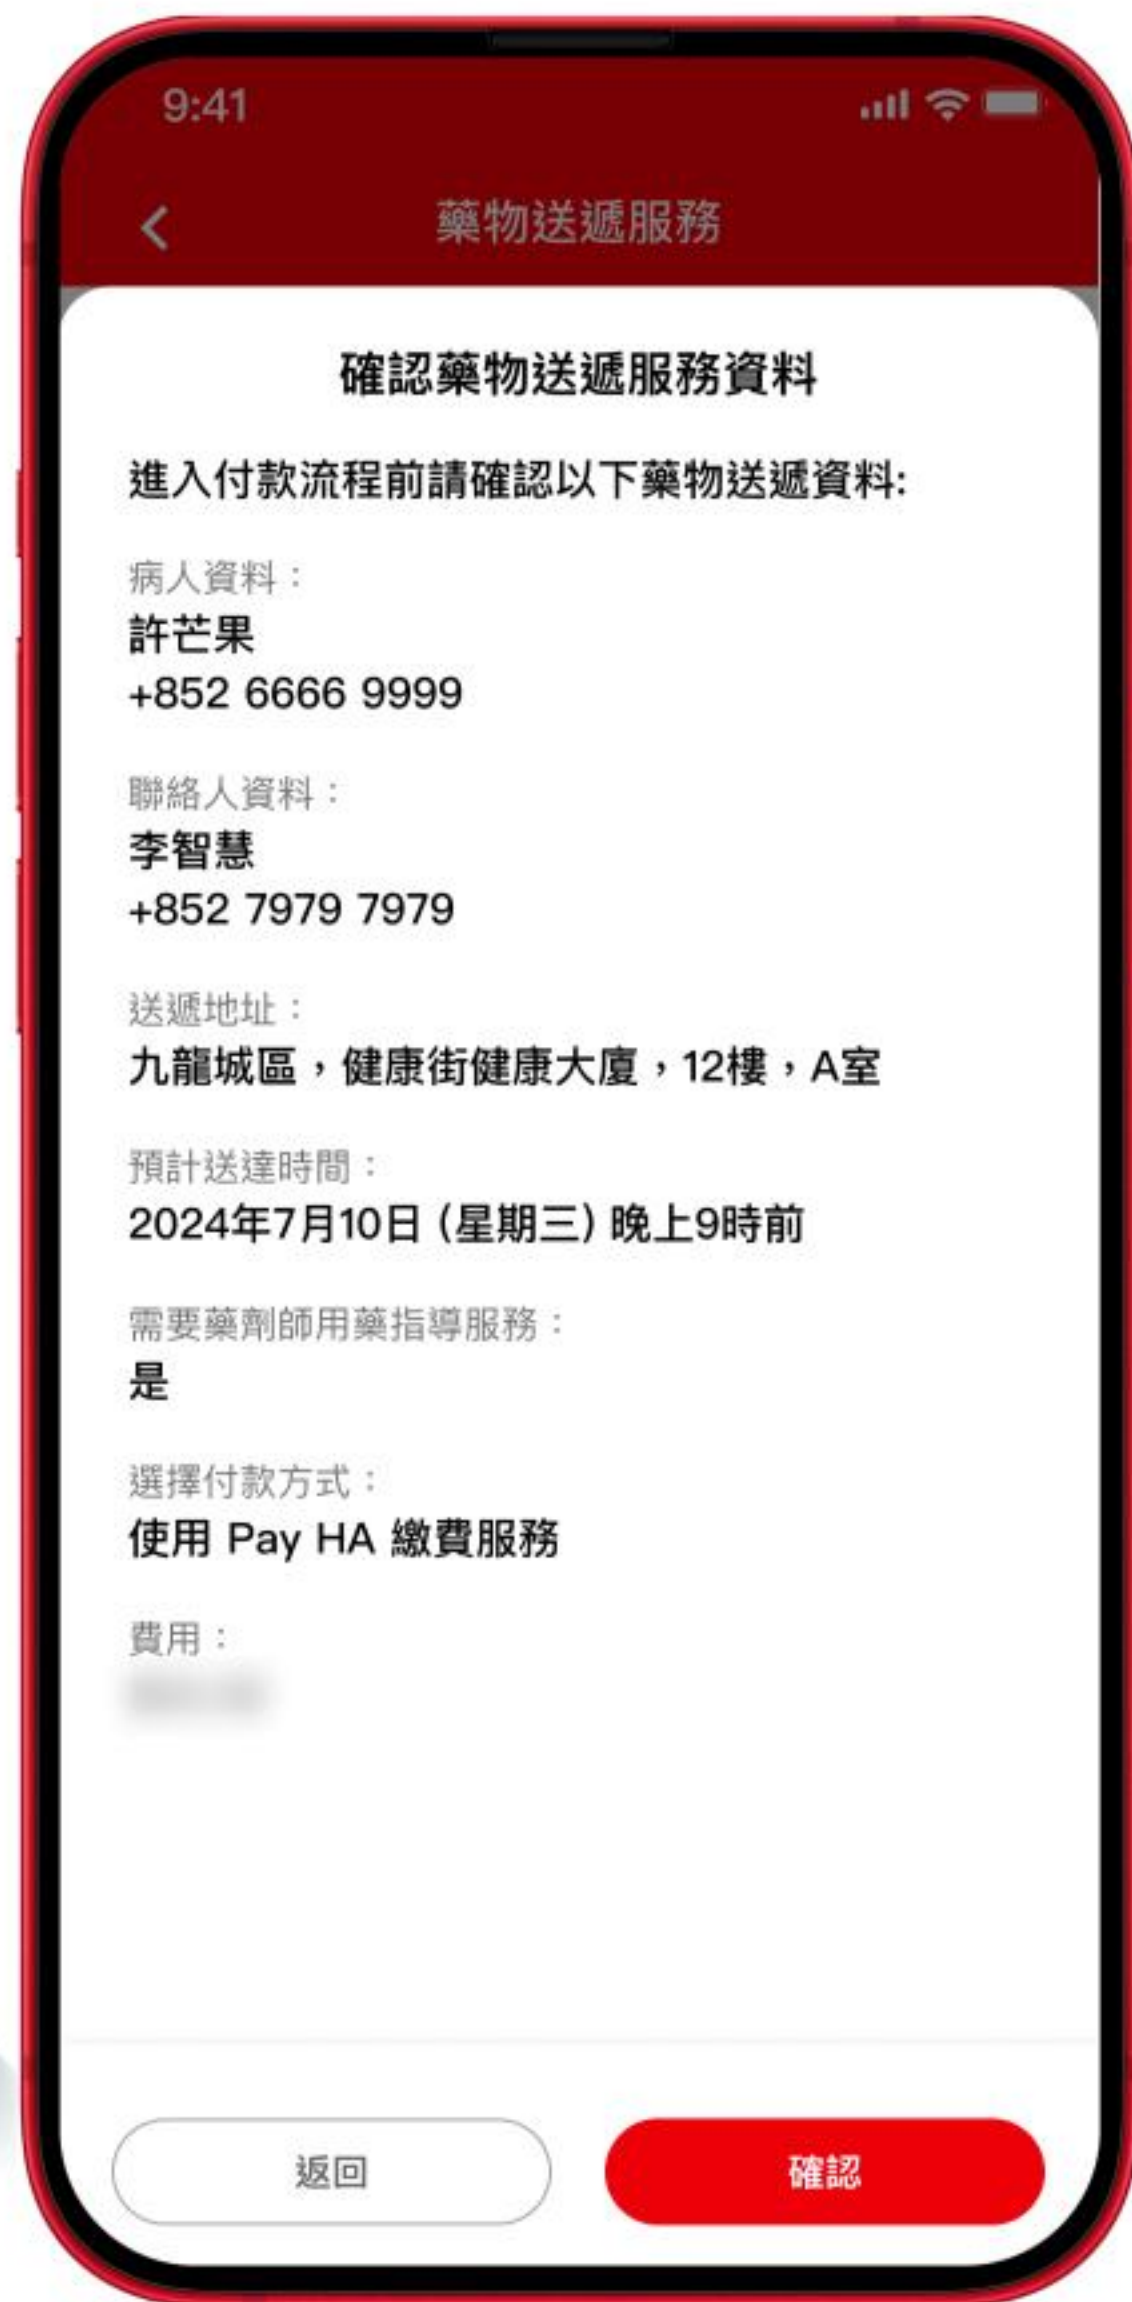 9:41
藥物送遞服務
確認藥物送遞服務資料
進入付款流程前請確認以下藥物送遞資料:
病人資料：
許芒果
+852 6666 9999
聯絡人資料：
李智慧
+852 7979 7979
送遞地址：
九龍城區，健康街健康大廈，12樓，A室
預計送達時間：
2024年7月10日 (星期三) 晚上9時前
需要藥劑師用藥指導服務：
是
選擇付款方式：
使用 Pay HA 繳費服務
費用：
返回
確認